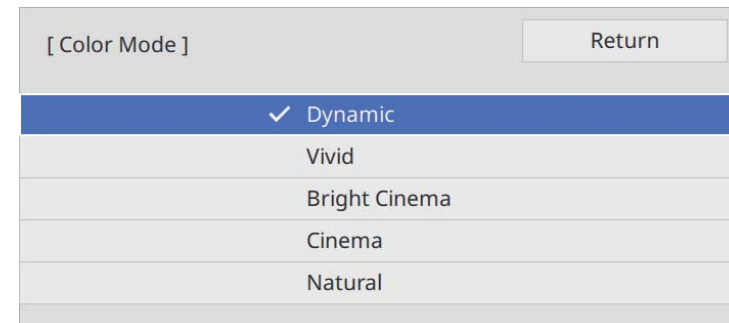 [ Color Mode ]
Return
Dynamic
Vivid
Bright Cinema
Cinema
Natural